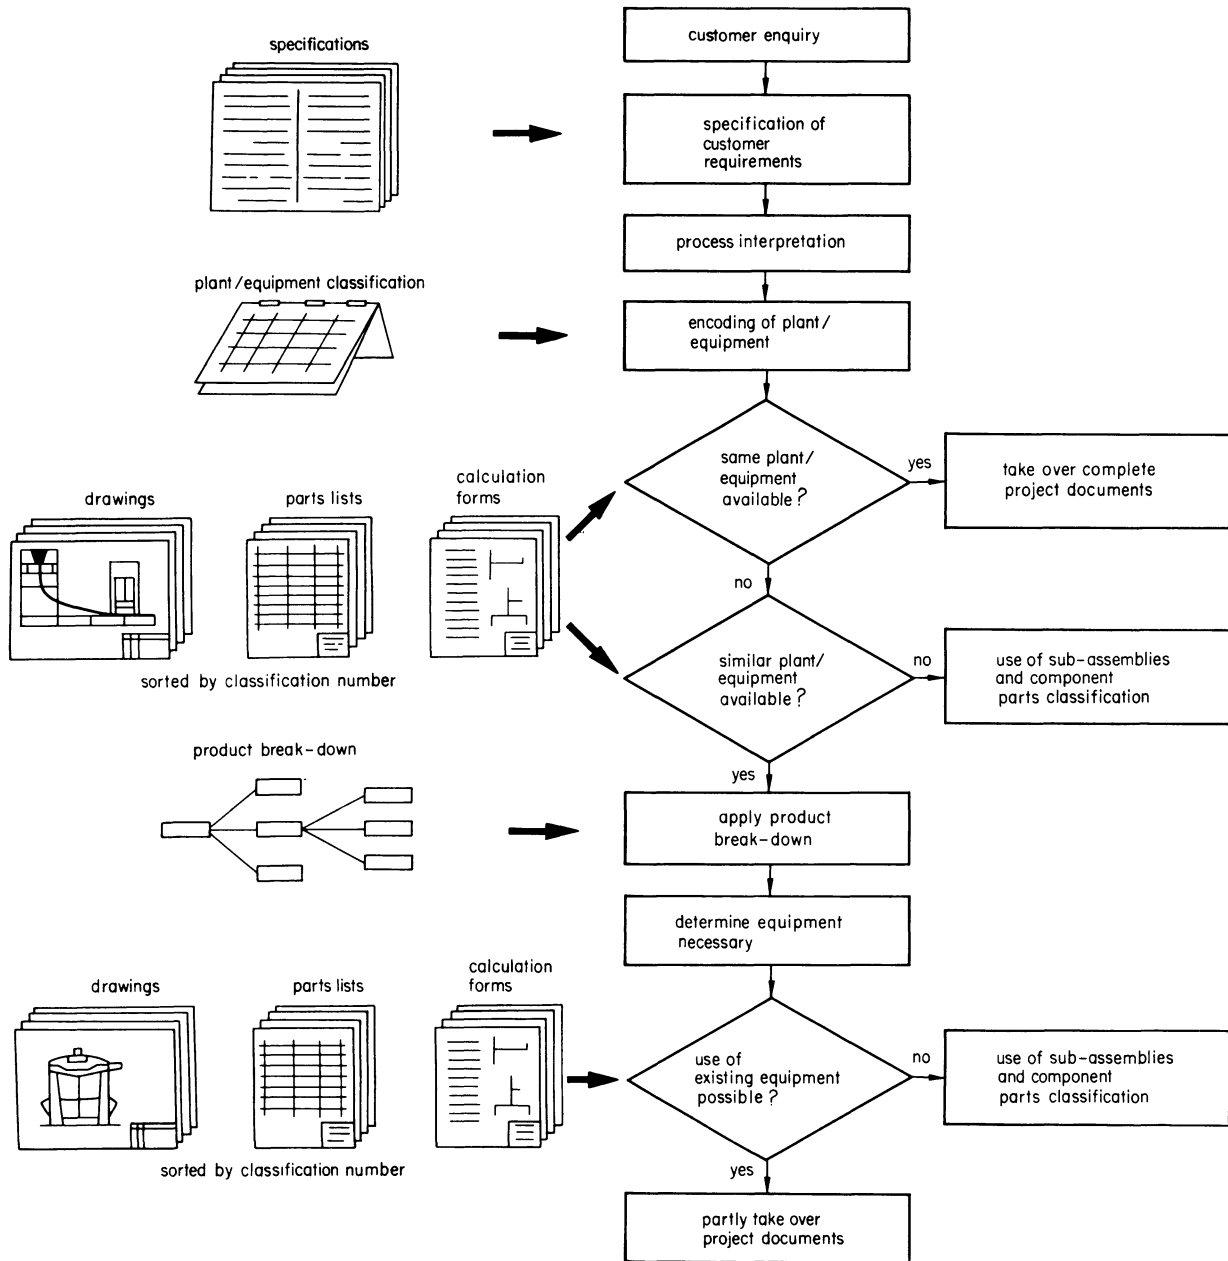 customer enquiry
specifications
specification of
customer
requirements
process interpretation
plant/equipment classification
encoding of plant/
equipment
same plant/
equipment
available?
yes
take over complete
project documents
drawings
parts lists
calculation
forms
no
sorted by classification number
similar plant/
equipment
available?
no
use of sub-assemblies
and component
parts classification
yes
product break-down
apply product
break-down
determine equipment
necessary
drawings
parts lists
calculation
forms
use of
existing equipment
possible?
no
use of sub-assemblies
and component
parts classification
sorted by classification number
yes
partly take over
project documents